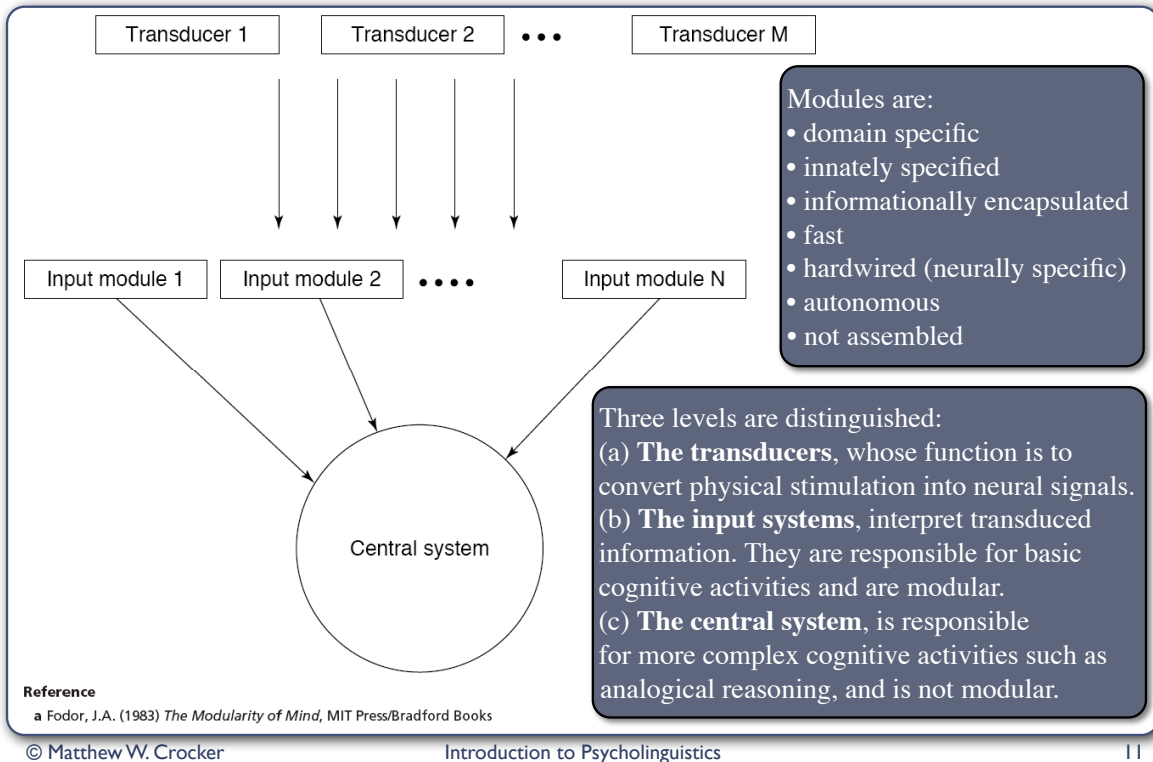 Transducer 1 Transducer 2 ••• Transducer M
Modules are:
• domain specific
• innately specified
• informationally encapsulated
• fast
• hardwired (neurally specific)
• autonomous
• not assembled
Input module 1 Input module 2 •••• Input module N
Central system
Three levels are distinguished:
(a) The transducers, whose function is to
convert physical stimulation into neural signals.
(b) The input systems, interpret transduced
information. They are responsible for basic
cognitive activities and are modular.
(c) The central system, is responsible
for more complex cognitive activities such as
analogical reasoning, and is not modular.
Reference
a Fodor, J.A. (1983) The Modularity of Mind, MIT Press/Bradford Books
© Matthew W. Crocker Introduction to Psycholinguistics 11